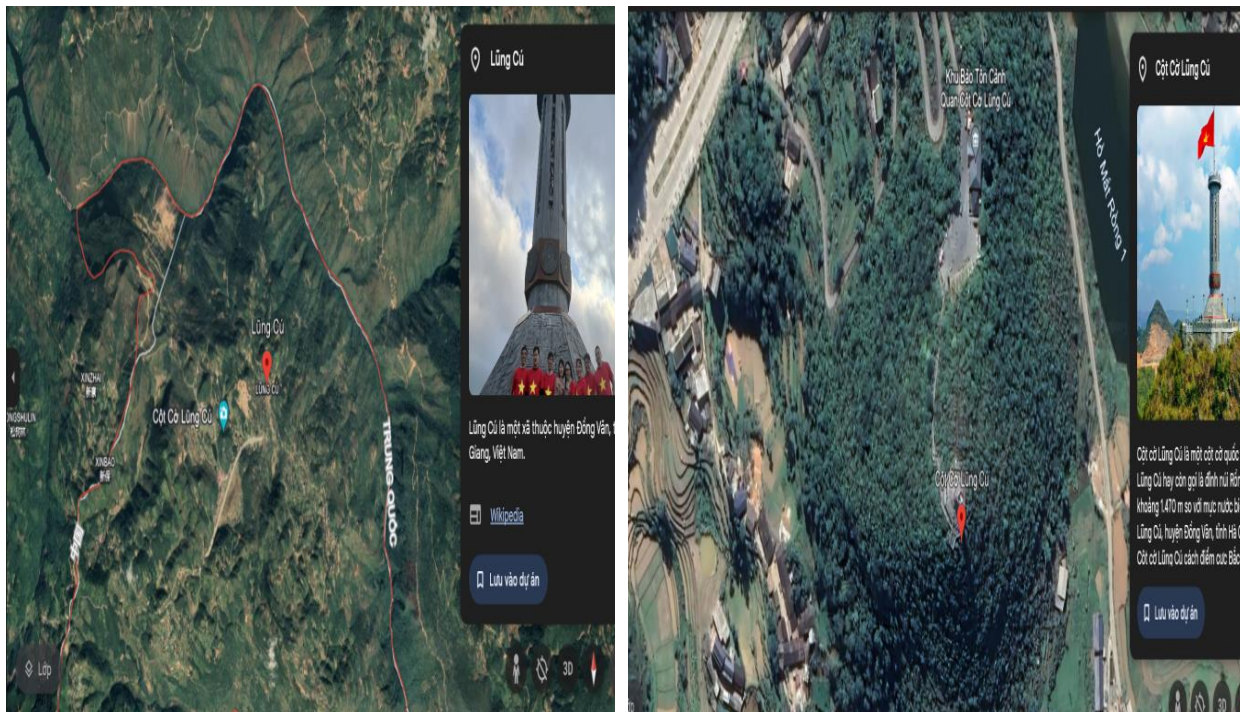 Lũng Cú
Lũng Cú
LŨNG CÚ
Cột Cờ Lũng Cú
XINZHAI
XINBAO
TRUNG QUỐC
中国
Lũng Cú là một xã thuộc huyện Đồng Văn, t
Giang, Việt Nam.
Wikipedia
Lưu vào dự án
Lớp
3D
Cột Cờ Lũng Cú
Khu Bảo Tồn Cảnh
Quan Cột Cờ Lũng Cú
Hồ Mắt Rồng 1
Cột Cờ Lũng Cú
Cột cờ Lũng Cú là một cột cờ quốc
Lũng Cú hay còn gọi là đỉnh núi Rồn
khoảng 1.470 m so với mực nước bi
Lũng Cú, huyện Đồng Văn, tỉnh Hà G
Cột cờ Lũng Cú cách điểm cực Bắc
Lưu vào dự án
3D